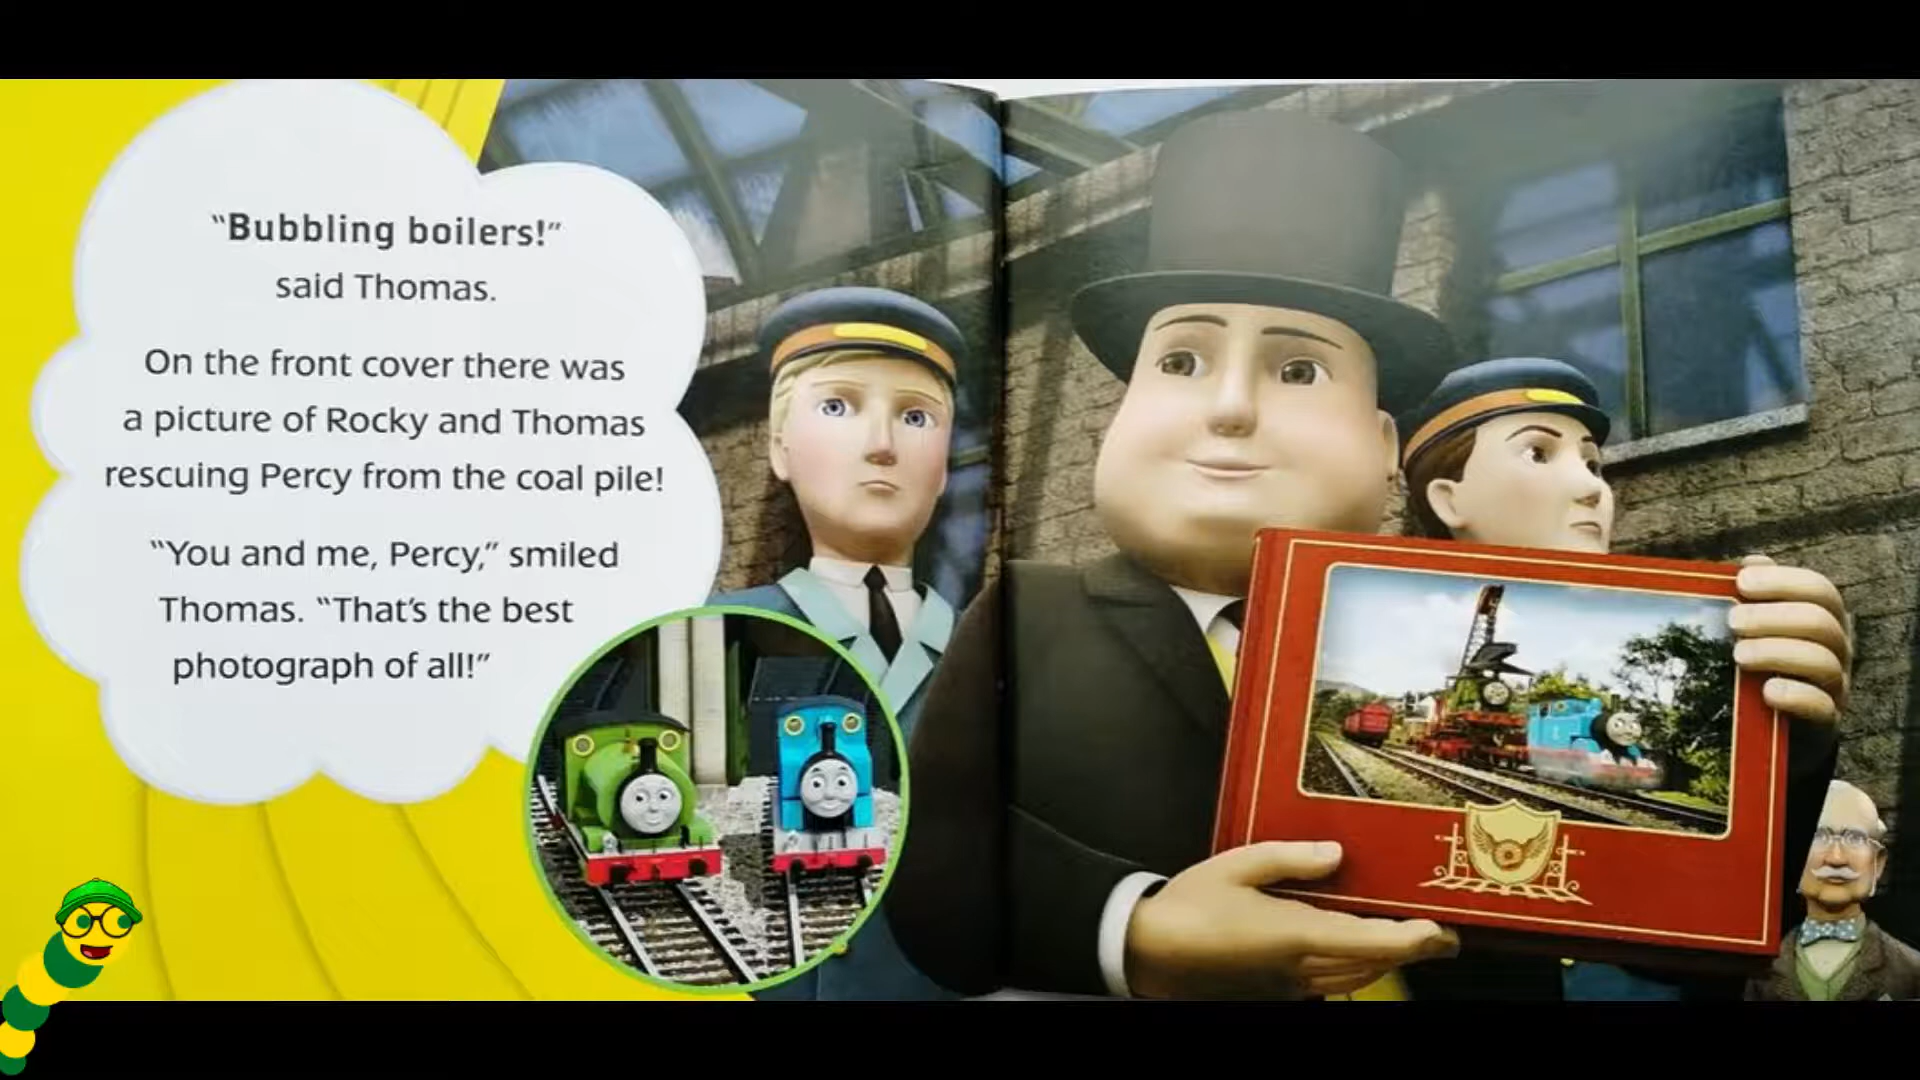 “Bubbling boilers!”
said Thomas.
On the front cover there was
a picture of Rocky and Thomas
rescuing Percy from the coal pile!
“You and me, Percy,” smiled
Thomas. “That’s the best
photograph of all!”